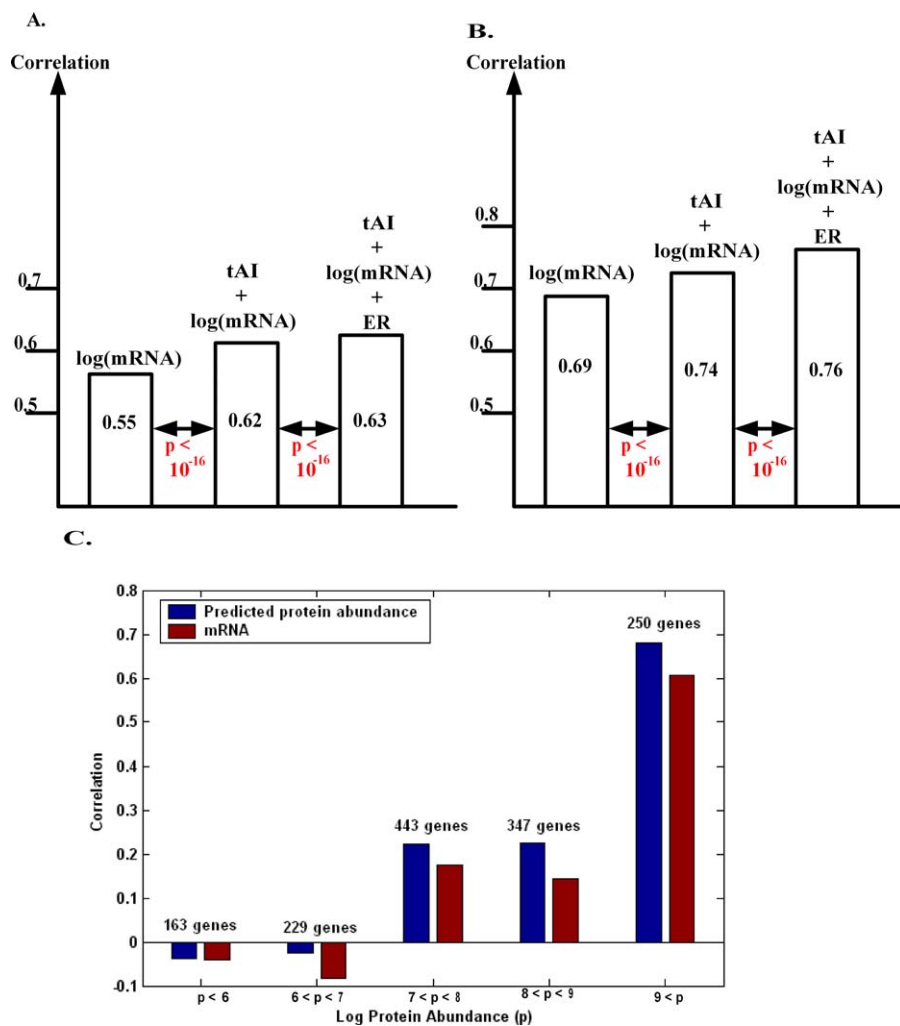 A.
Correlation
0.7
0.6
0.5
log(mRNA)
0.55
tAI
+
log(mRNA)
0.62
tAI
+
log(mRNA)
+
ER
0.63
p <
10-16
p <
10-16
B.
Correlation
0.8
0.7
0.6
0.5
log(mRNA)
0.69
tAI
+
log(mRNA)
0.74
tAI
+
log(mRNA)
+
ER
0.76
p <
10-16
p <
10-16
C.
Predicted protein abundance
mRNA
Correlation
0.8
0.7
0.6
0.5
0.4
0.3
0.2
0.1
0
-0.1
163 genes
229 genes
443 genes
347 genes
250 genes
p < 6
6 < p < 7
7 < p < 8
8 < p < 9
9 < p
Log Protein Abundance (p)